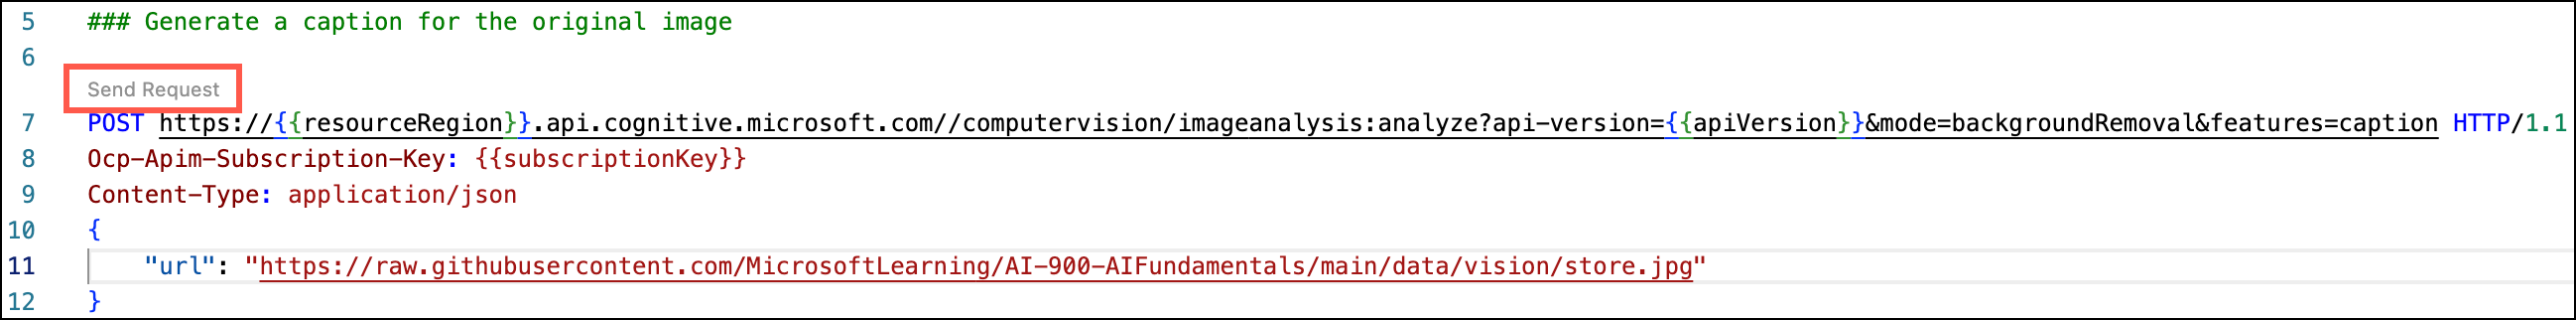 5 ### Generate a caption for the original image
6
Send Request
7 POST https://{{resourceRegion}}.api.cognitive.microsoft.com//computervision/imageanalysis:analyze?api-version={{apiVersion}}&mode=backgroundRemoval&features=caption HTTP/1.1
8 Ocp-Apim-Subscription-Key: {{subscriptionKey}}
9 Content-Type: application/json
10 {
11 "url": "https://raw.githubusercontent.com/MicrosoftLearning/AI-900-AIFundamentals/main/data/vision/store.jpg"
12 }